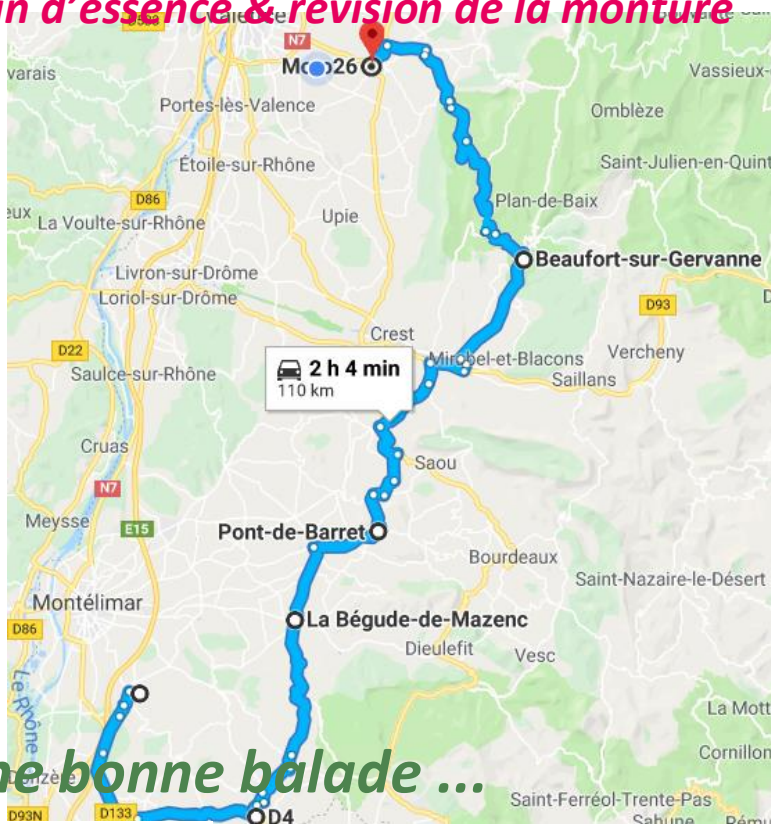 in d'essence & révision de la monture
Valence
N7
varais
Vassieux-
Portes-lès-Valence
Omblèze
Étoile-sur-Rhône
Saint-Julien-en-Quint
D86
Plan-de-Baix
eux
La Voulte-sur-Rhône
Upie
Beaufort-sur-Gervanne
Livron-sur-Drôme
Loriol-sur-Drôme
D93
D
Crest
D22
2 h 4 min
110 km
Mirabel-et-Blacons
Vercheny
Saulce-sur-Rhône
Saillans
Cruas
Saou
N7
Meysse
E15
Pont-de-Barret
Bourdeaux
Saint-Nazaire-le-Désert
Montélimar
La Bégude-de-Mazenc
D86
Dieulefit
Vesc
Le Rhône
La Mott
Cornillon
ne bonne balade ...
Saint-Ferréol-Trente-Pas
D93N
D133
D4
Sahune